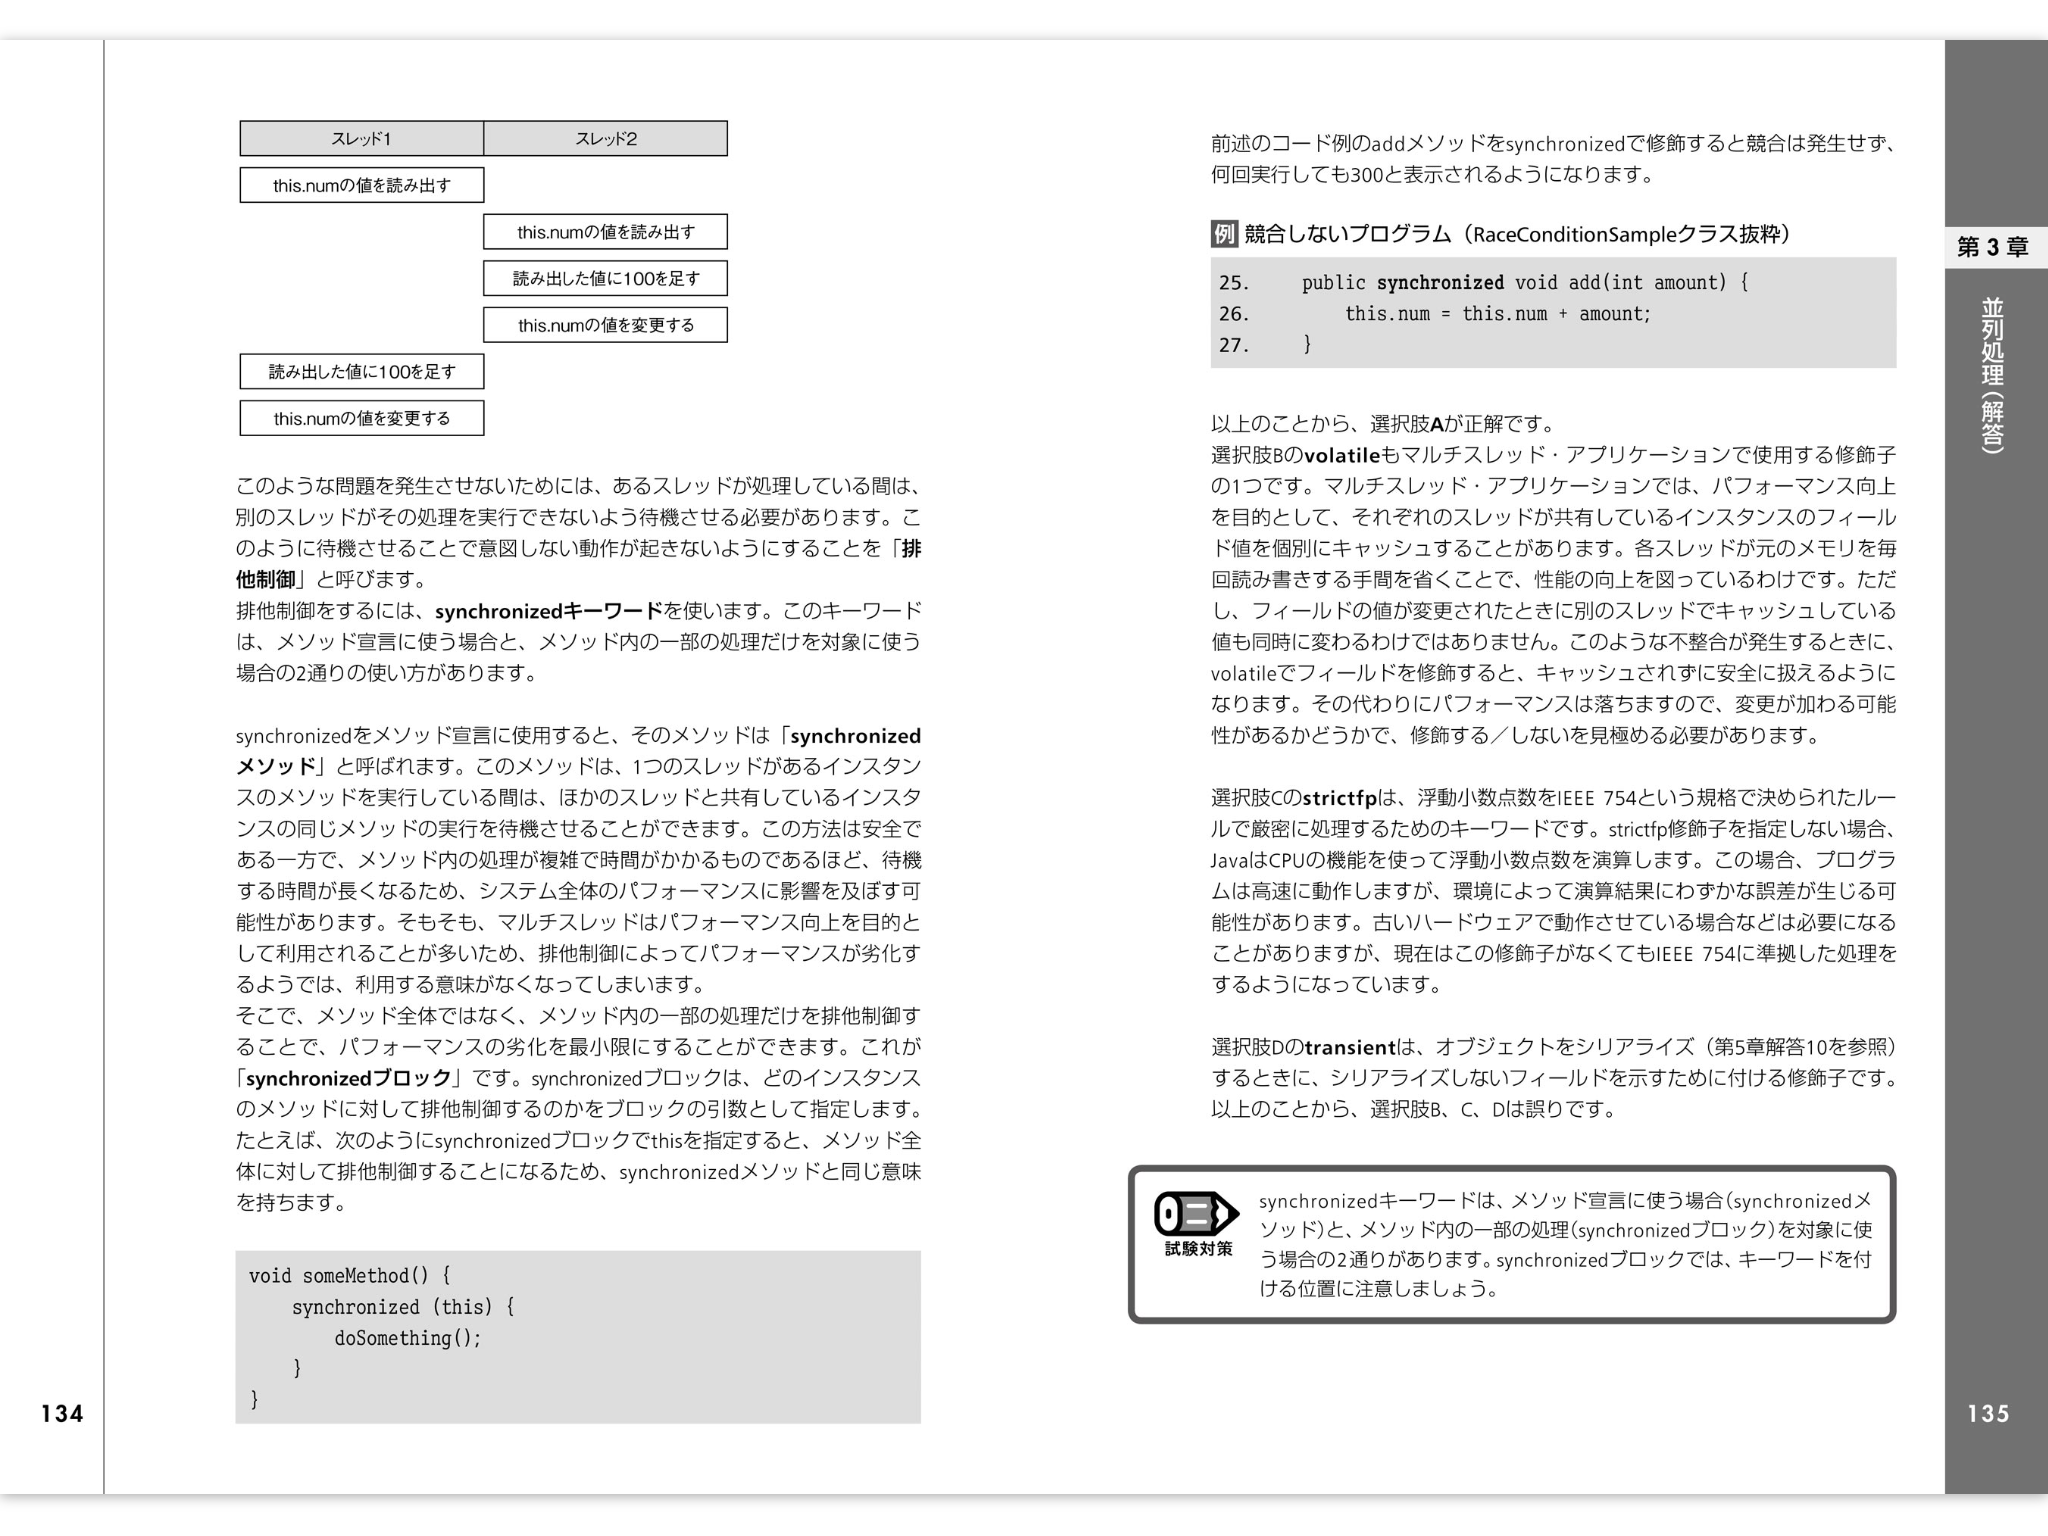 スレッド1 スレッド2
this.numの値を読み出す
this.numの値を読み出す
読み出した値に100を足す
this.numの値を変更する
読み出した値に100を足す
this.numの値を変更する
このような問題を発生させないためには、あるスレッドが処理している間は、
別のスレッドがその処理を実行できないよう待機させる必要があります。こ
のように待機させることで意図しない動作が起きないようにすることを「排
他制御」と呼びます。
排他制御をするには、synchronizedキーワードを使います。このキーワード
は、メソッド宣言に使う場合と、メソッド内の一部の処理だけを対象に使う
場合の2通りの使い方があります。
synchronizedをメソッド宣言に使用すると、そのメソッドは「synchronized
メソッド」と呼ばれます。このメソッドは、1つのスレッドがあるインスタン
スのメソッドを実行している間は、ほかのスレッドと共有しているインスタ
ンスの同じメソッドの実行を待機させることができます。この方法は安全で
ある一方で、メソッド内の処理が複雑で時間がかかるものであるほど、待機
する時間が長くなるため、システム全体のパフォーマンスに影響を及ぼす可
能性があります。そもそも、マルチスレッドはパフォーマンス向上を目的と
して利用されることが多いため、排他制御によってパフォーマンスが劣化す
るようでは、利用する意味がなくなってしまいます。
そこで、メソッド全体ではなく、メソッド内の一部の処理だけを排他制御す
ることで、パフォーマンスの劣化を最小限にすることができます。これが
「synchronizedブロック」です。synchronizedブロックは、どのインスタンス
のメソッドに対して排他制御するのかをブロックの引数として指定します。
たとえば、次のようにsynchronizedブロックでthisを指定すると、メソッド全
体に対して排他制御することになるため、synchronizedメソッドと同じ意味
を持ちます。
void someMethod() {
    synchronized (this) {
        doSomething();
    }
}
134
前述のコード例のaddメソッドをsynchronizedで修飾すると競合は発生せず、
何回実行しても300と表示されるようになります。
例 競合しないプログラム（RaceConditionSampleクラス抜粋）
25.    public synchronized void add(int amount) {
26.        this.num = this.num + amount;
27.    }
以上のことから、選択肢Aが正解です。
選択肢Bのvolatileもマルチスレッド・アプリケーションで使用する修飾子
の1つです。マルチスレッド・アプリケーションでは、パフォーマンス向上
を目的として、それぞれのスレッドが共有しているインスタンスのフィール
ド値を個別にキャッシュすることがあります。各スレッドが元のメモリを毎
回読み書きする手間を省くことで、性能の向上を図っているわけです。ただ
し、フィールドの値が変更されたときに別のスレッドでキャッシュしている
値も同時に変わるわけではありません。このような不整合が発生するときに、
volatileでフィールドを修飾すると、キャッシュされずに安全に扱えるように
なります。その代わりにパフォーマンスは落ちますので、変更が加わる可能
性があるかどうかで、修飾する／しないを見極める必要があります。
選択肢Cのstrictfpは、浮動小数点数をIEEE 754という規格で決められたルー
ルで厳密に処理するためのキーワードです。strictfp修飾子を指定しない場合、
JavaはCPUの機能を使って浮動小数点数を演算します。この場合、プログラ
ムは高速に動作しますが、環境によって演算結果にわずかな誤差が生じる可
能性があります。古いハードウェアで動作させている場合などは必要になる
ことがありますが、現在はこの修飾子がなくてもIEEE 754に準拠した処理を
するようになっています。
選択肢Dのtransientは、オブジェクトをシリアライズ（第5章解答10を参照）
するときに、シリアライズしないフィールドを示すために付ける修飾子です。
以上のことから、選択肢B、C、Dは誤りです。
試験対策
synchronizedキーワードは、メソッド宣言に使う場合（synchronizedメ
ソッド）と、メソッド内の一部の処理（synchronizedブロック）を対象に使
う場合の2通りがあります。synchronizedブロックでは、キーワードを付
ける位置に注意しましょう。
第3章
並列処理（解答）
135